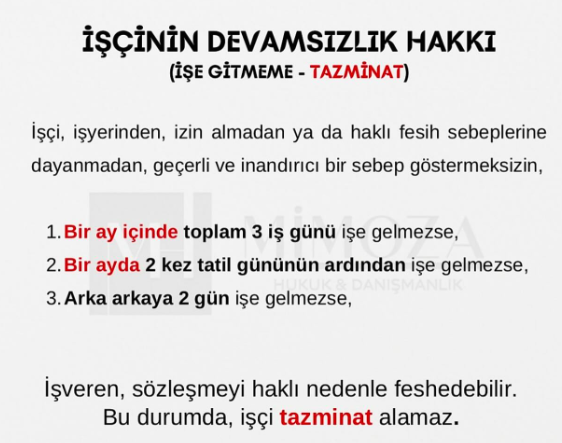 İŞÇİNİN DEVAMSIZLIK HAKKI
(İŞE GİTMEME - TAZMİNAT)
İşçi, işyerinden, izin almadan ya da haklı fesih sebeplerine
dayanmadan, geçerli ve inandırıcı bir sebep göstermeksizin,
1. Bir ay içinde toplam 3 iş günü işe gelmezse,
2. Bir ayda 2 kez tatil gününün ardından işe gelmezse,
3. Arka arkaya 2 gün işe gelmezse,
MİMOZA
HUKUK & DANIŞMANLIK
İşveren, sözleşmeyi haklı nedenle feshedebilir.
Bu durumda, işçi tazminat alamaz.